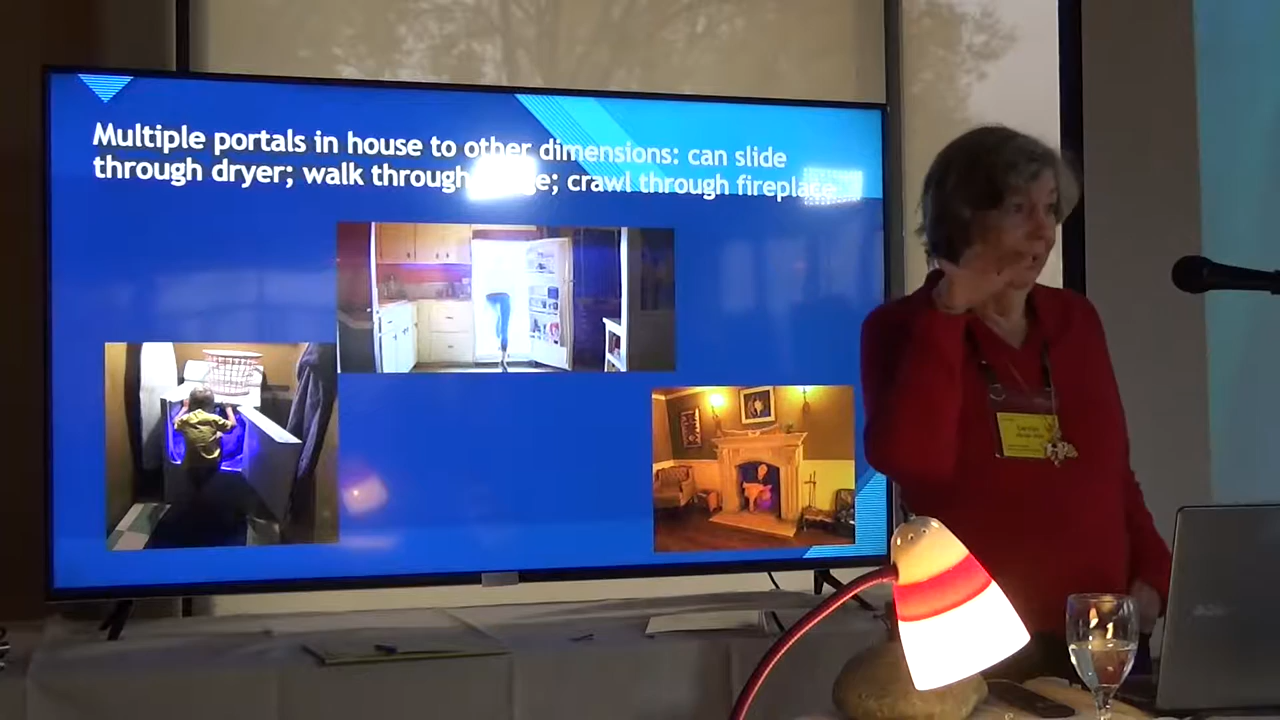 Multiple portals in house to other dimensions: can slide
through dryer; walk through e; crawl through fireplace